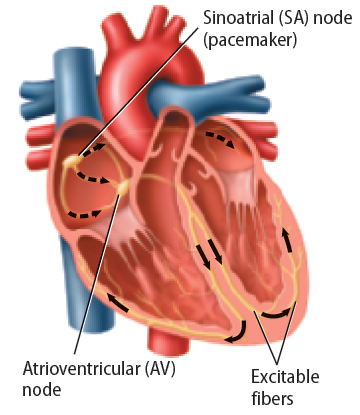 Sinoatrial (SA) node
(pacemaker)
Atrioventricular (AV)
node
Excitable
fibers